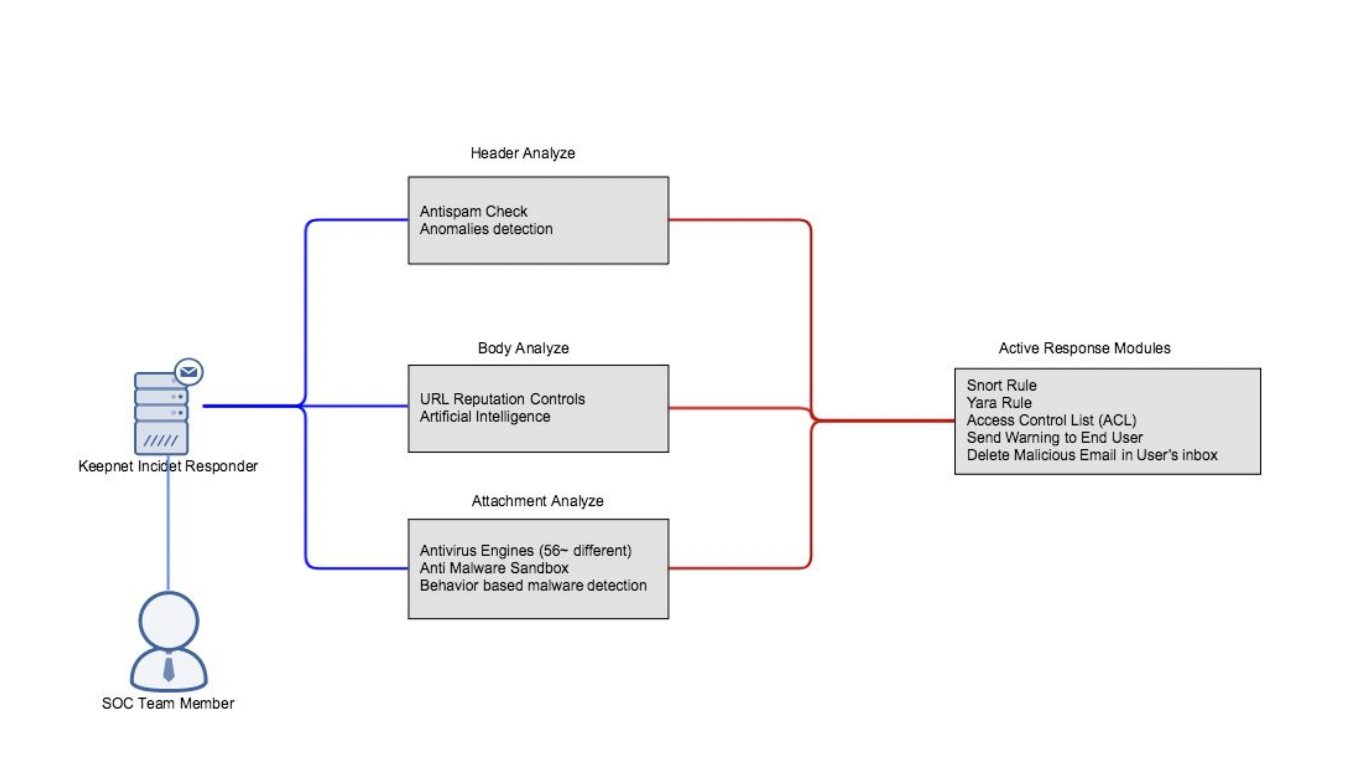 Header Analyze
Antispam Check
Anomalies detection
Body Analyze
URL Reputation Controls
Artificial Intelligence
Attachment Analyze
Antivirus Engines (56~ different)
Anti Malware Sandbox
Behavior based malware detection
Active Response Modules
Snort Rule
Yara Rule
Access Control List (ACL)
Send Warning to End User
Delete Malicious Email in User's inbox
Keepnet Incidet Responder
SOC Team Member